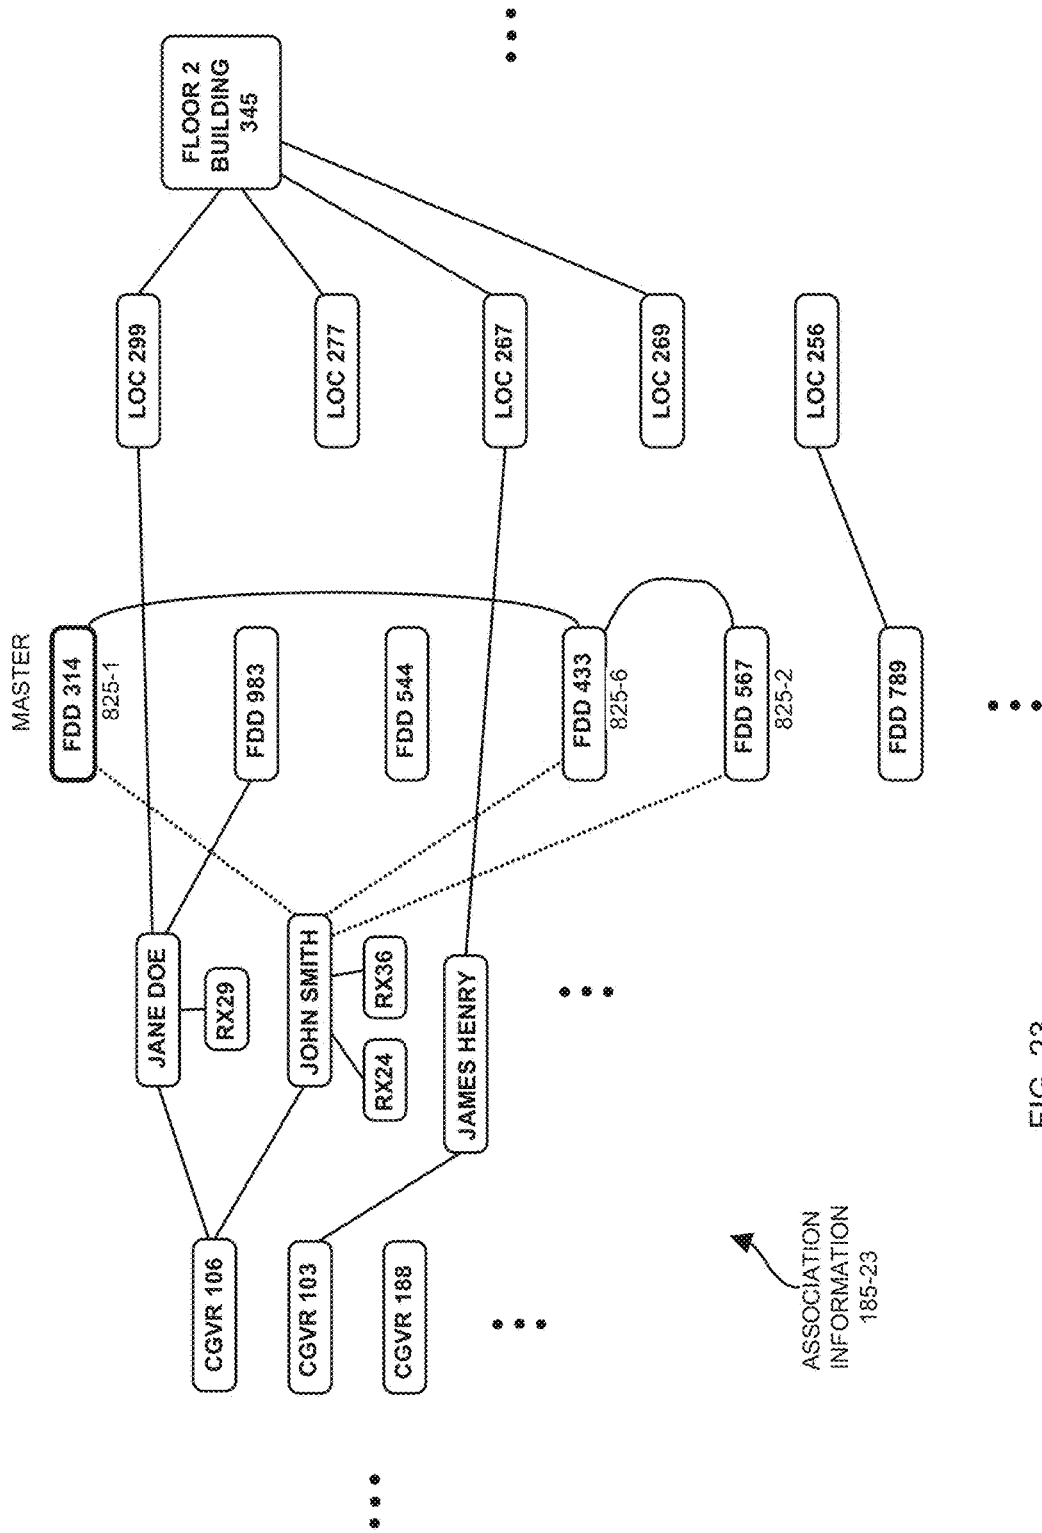 MASTER
FDD 314
825-1
FDD 983
FDD 544
FDD 433
825-6
FDD 567
825-2
FDD 789
CGVR 106
CGVR 103
CGVR 188
JANE DOE
RX29
JOHN SMITH
RX24
RX36
JAMES HENRY
LOC 299
LOC 277
LOC 267
LOC 269
LOC 256
FLOOR 2
BUILDING
345
ASSOCIATION
INFORMATION
185-23
FIG. 23